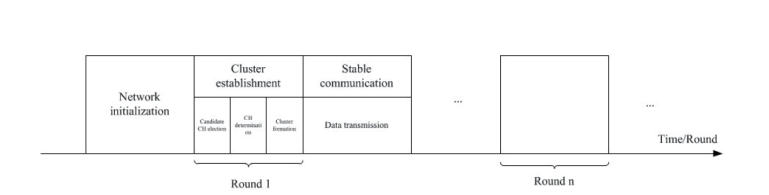 Network
initialization
Cluster
establishment
Stable
communication
Candidate
CH election
CH
determinati
on
Cluster
formation
Data transmission
...
...
Time/Round
Round 1
Round n